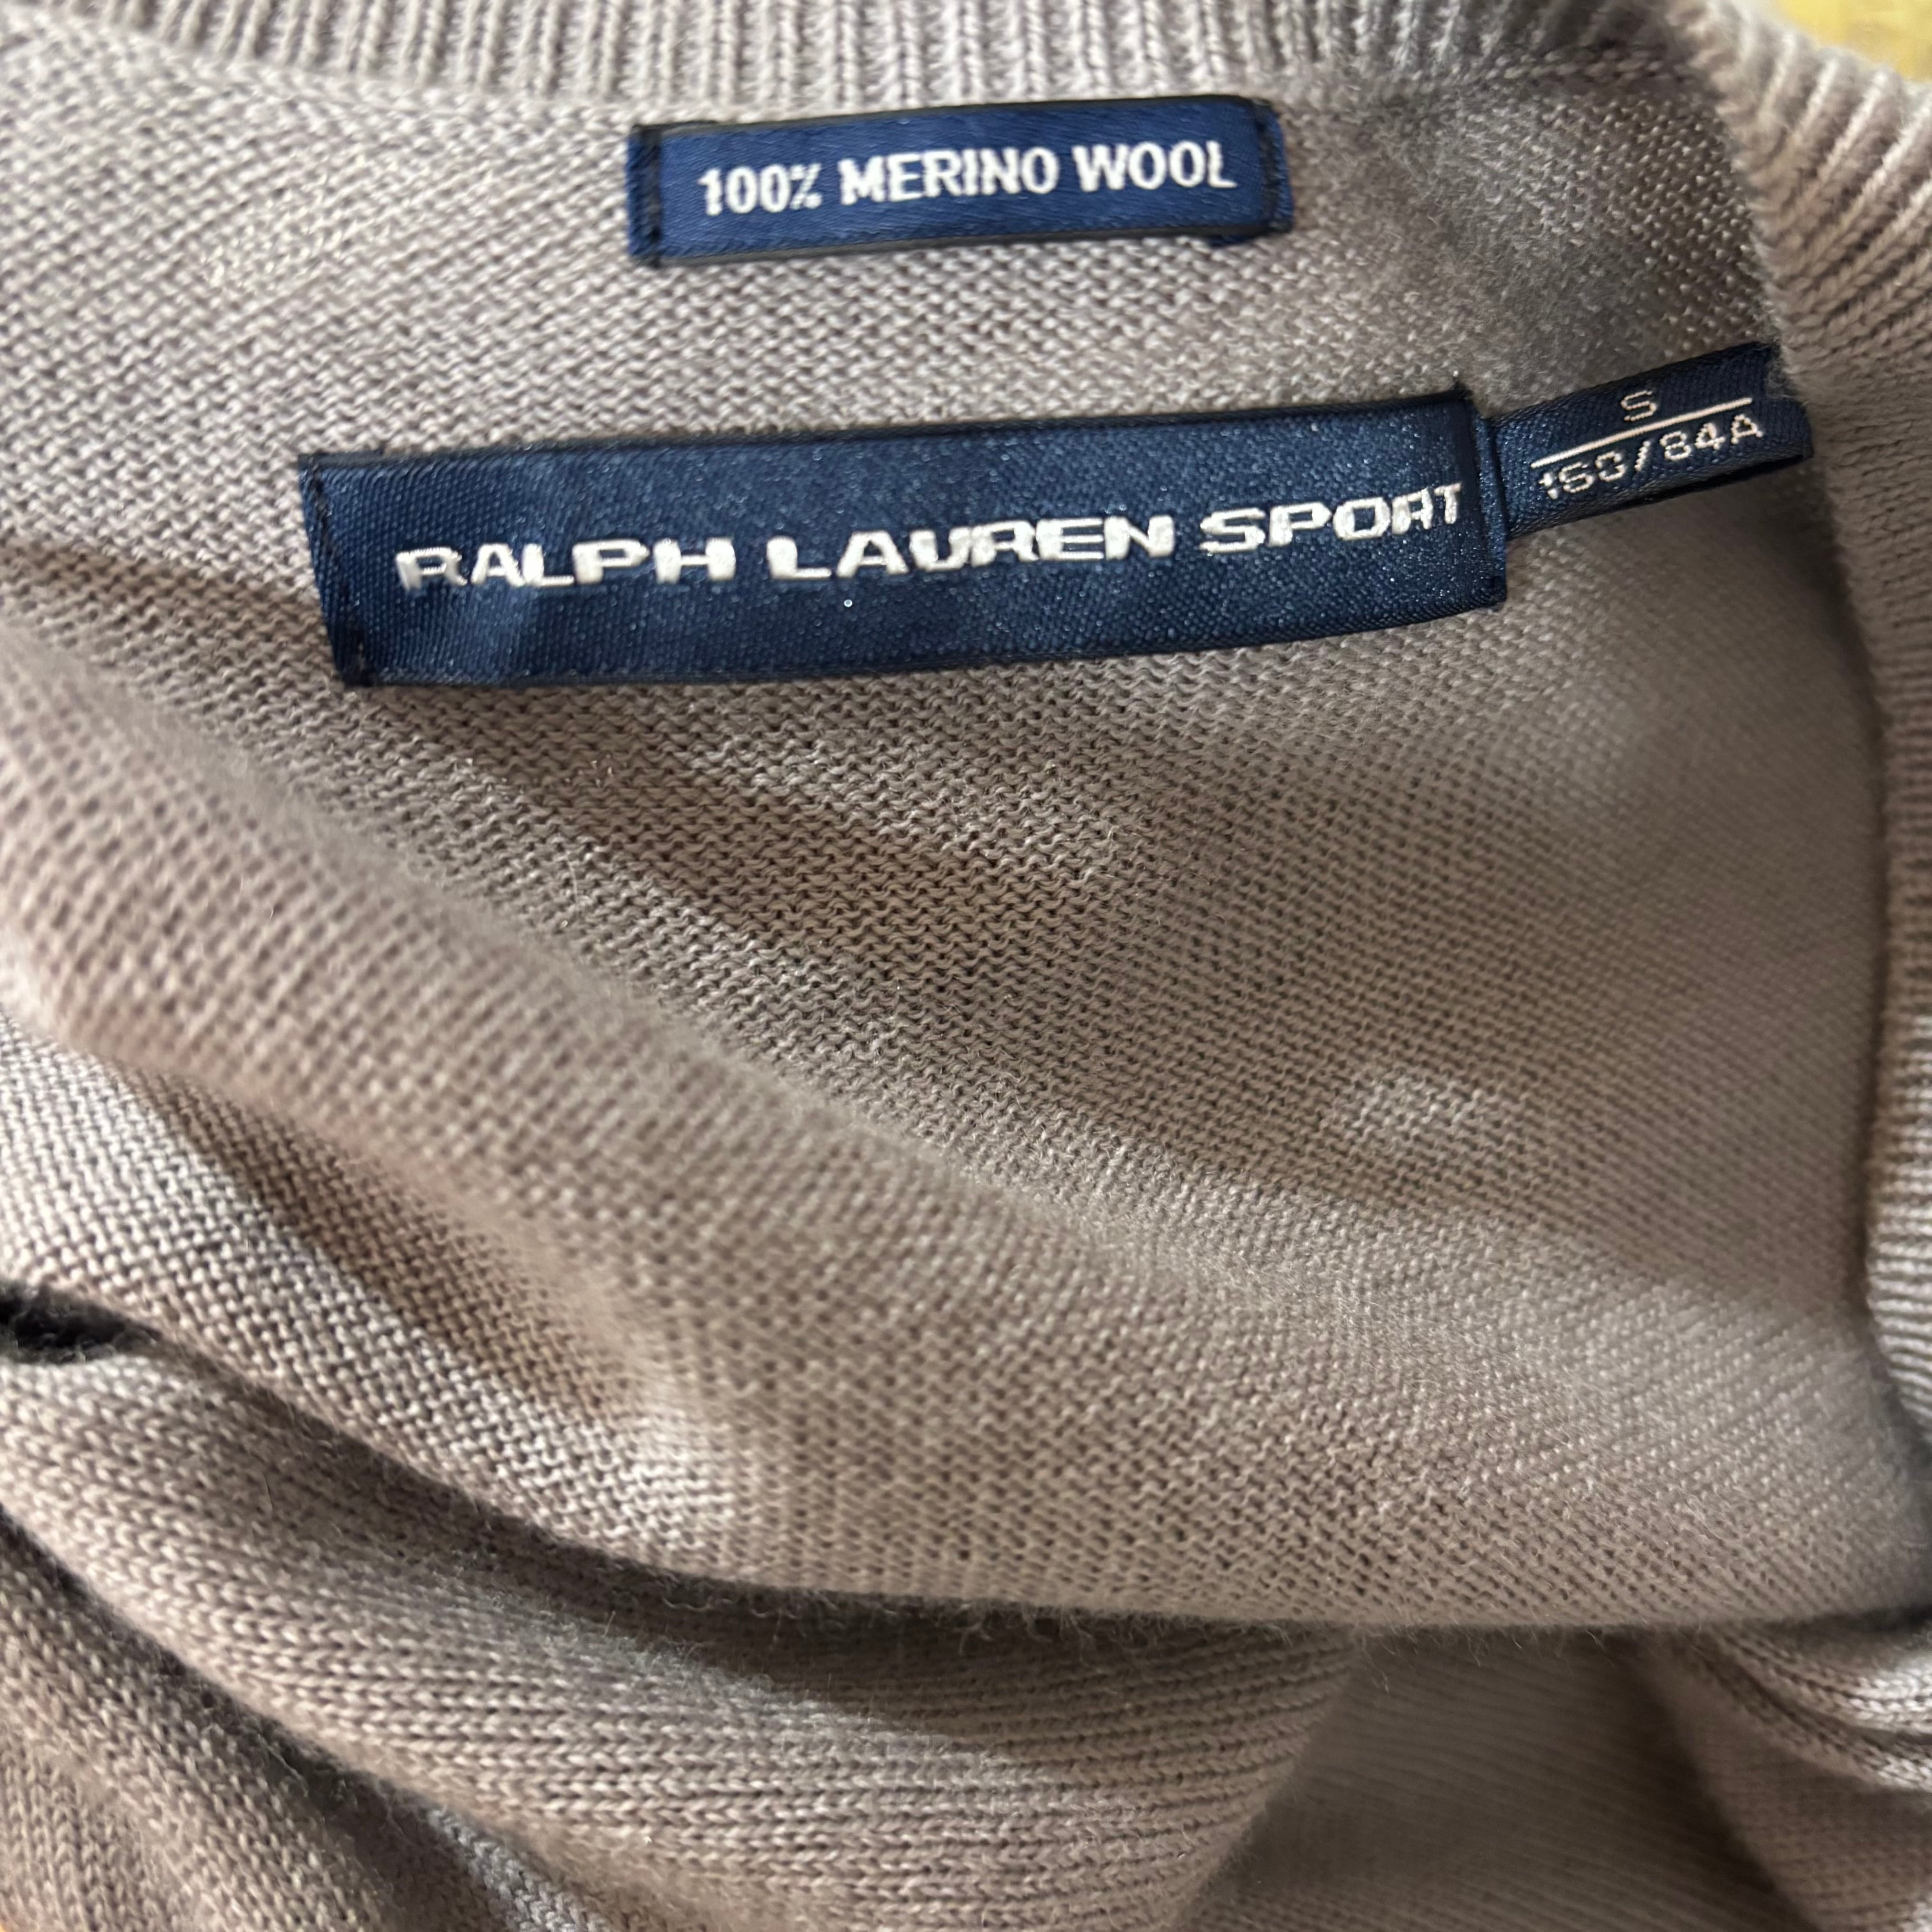 100% MERINO WOOL
RALPH LAUREN SPORT
S
160/84A